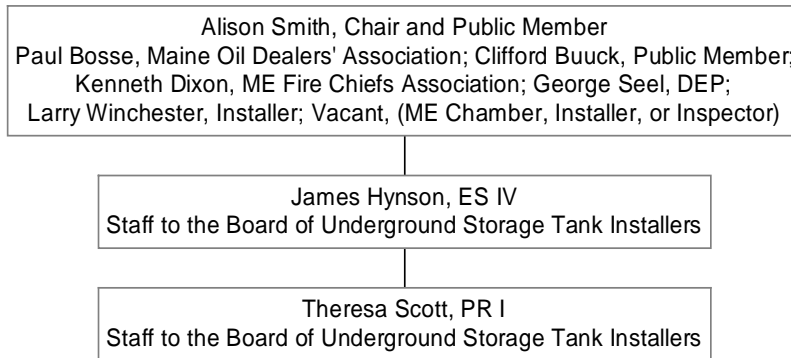 Alison Smith, Chair and Public Member
Paul Bosse, Maine Oil Dealers' Association; Clifford Buuck, Public Member;
Kenneth Dixon, ME Fire Chiefs Association; George Seel, DEP;
Larry Winchester, Installer; Vacant, (ME Chamber, Installer, or Inspector)
James Hynson, ES IV
Staff to the Board of Underground Storage Tank Installers
Theresa Scott, PR I
Staff to the Board of Underground Storage Tank Installers